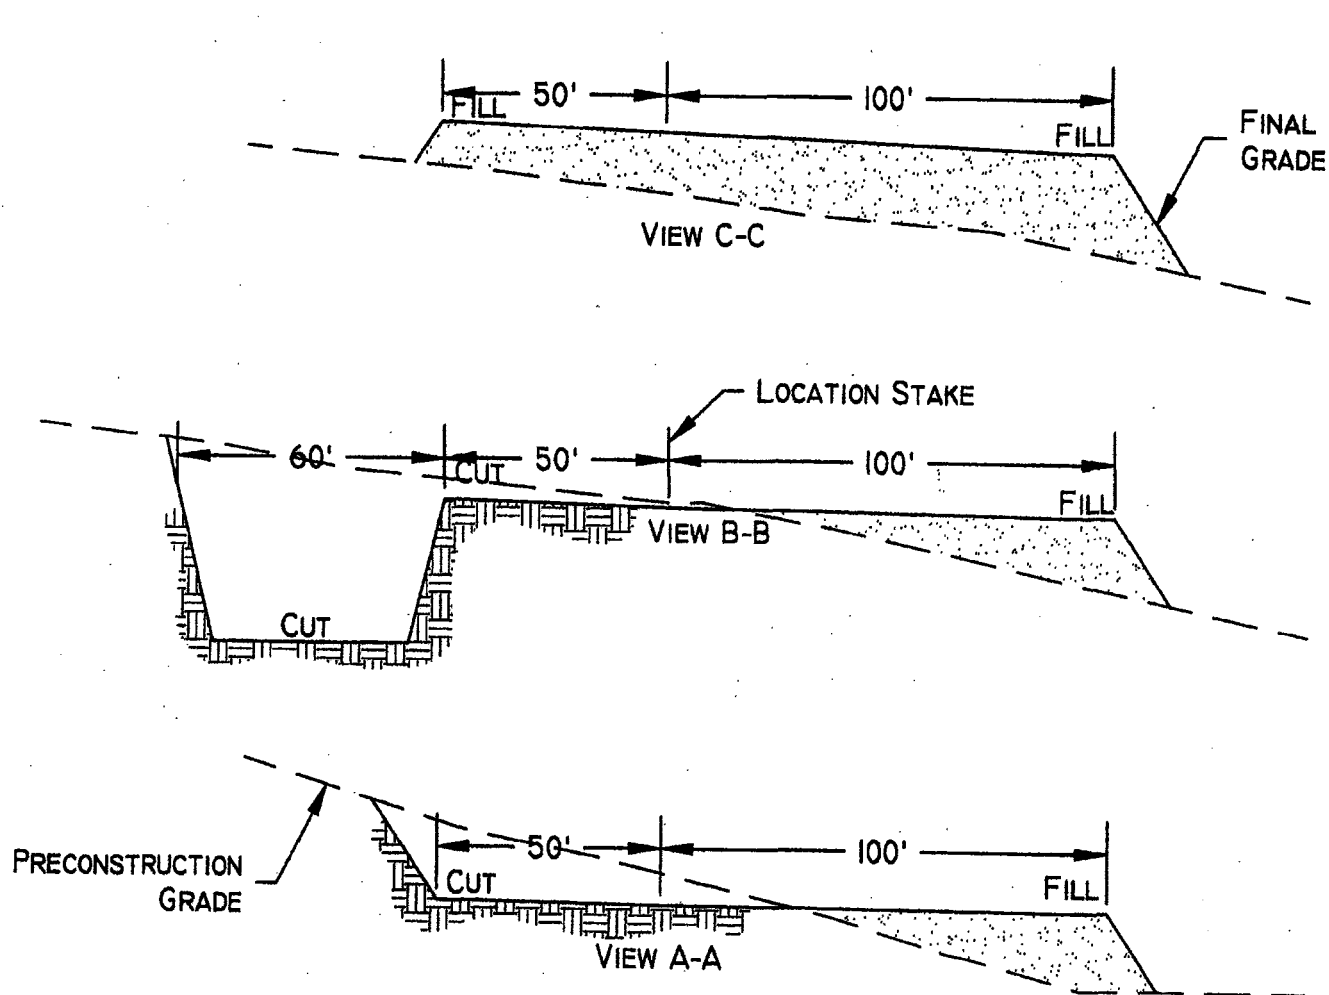 50'
100'
FILL
FILL
FINAL
GRADE
VIEW C-C
LOCATION STAKE
60'
50'
100'
CUT
FILL
VIEW B-B
CUT
50'
100'
PRECONSTRUCTION
GRADE
CUT
FILL
VIEW A-A